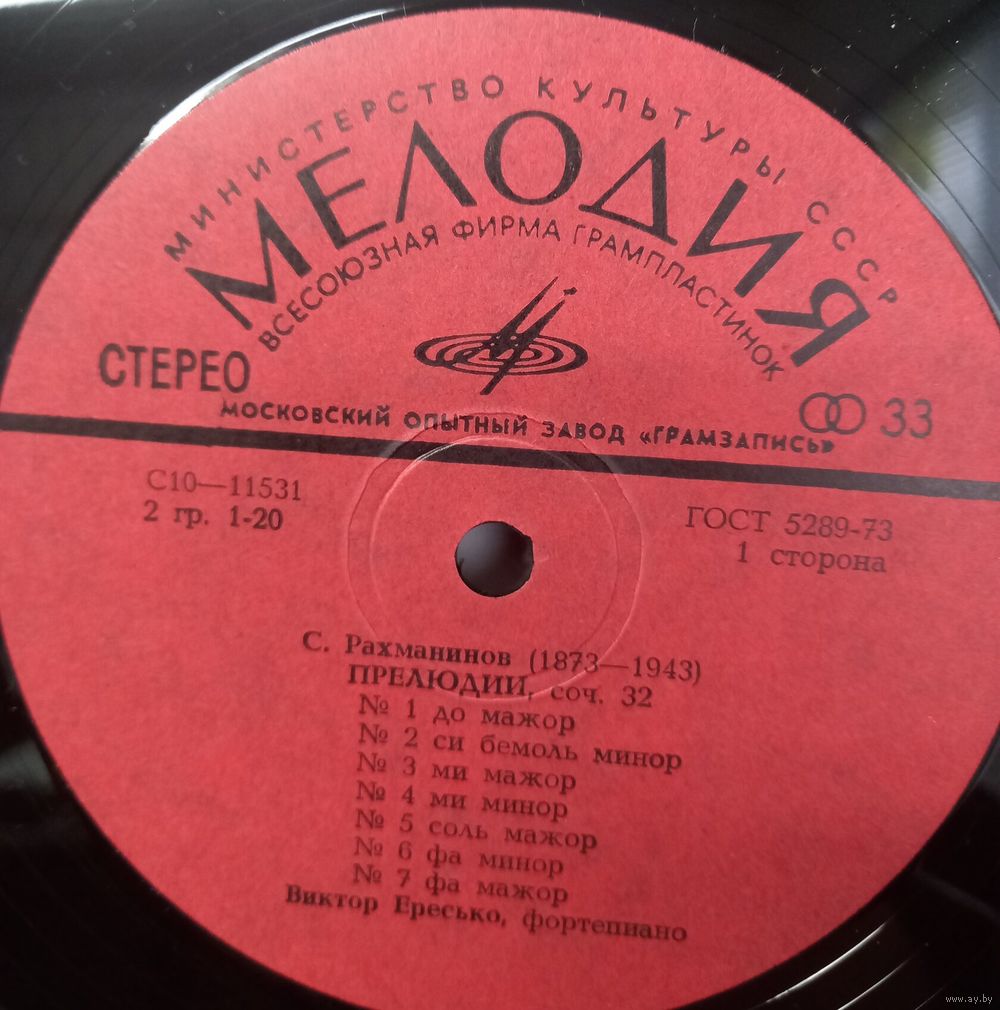 МИНИСТЕРСТВО КУЛЬТУРЫ СССР
МЕЛОДИЯ
ВСЕСОЮЗНАЯ ФИРМА ГРАМПЛАСТИНОК
СТЕРЕО
33
МОСКОВСКИЙ ОПЫТНЫЙ ЗАВОД «ГРАМЗАПИСЬ»
С10—11531
2 гр. 1-20
ГОСТ 5289-73
1 сторона
С. Рахманинов (1873—1943)
ПРЕЛЮДИИ, соч. 32
№ 1 до мажор
№ 2 си бемоль минор
№ 3 ми мажор
№ 4 ми минор
№ 5 соль мажор
№ 6 фа минор
№ 7 фа мажор
Виктор Ересько, фортепиано
www.ay.by